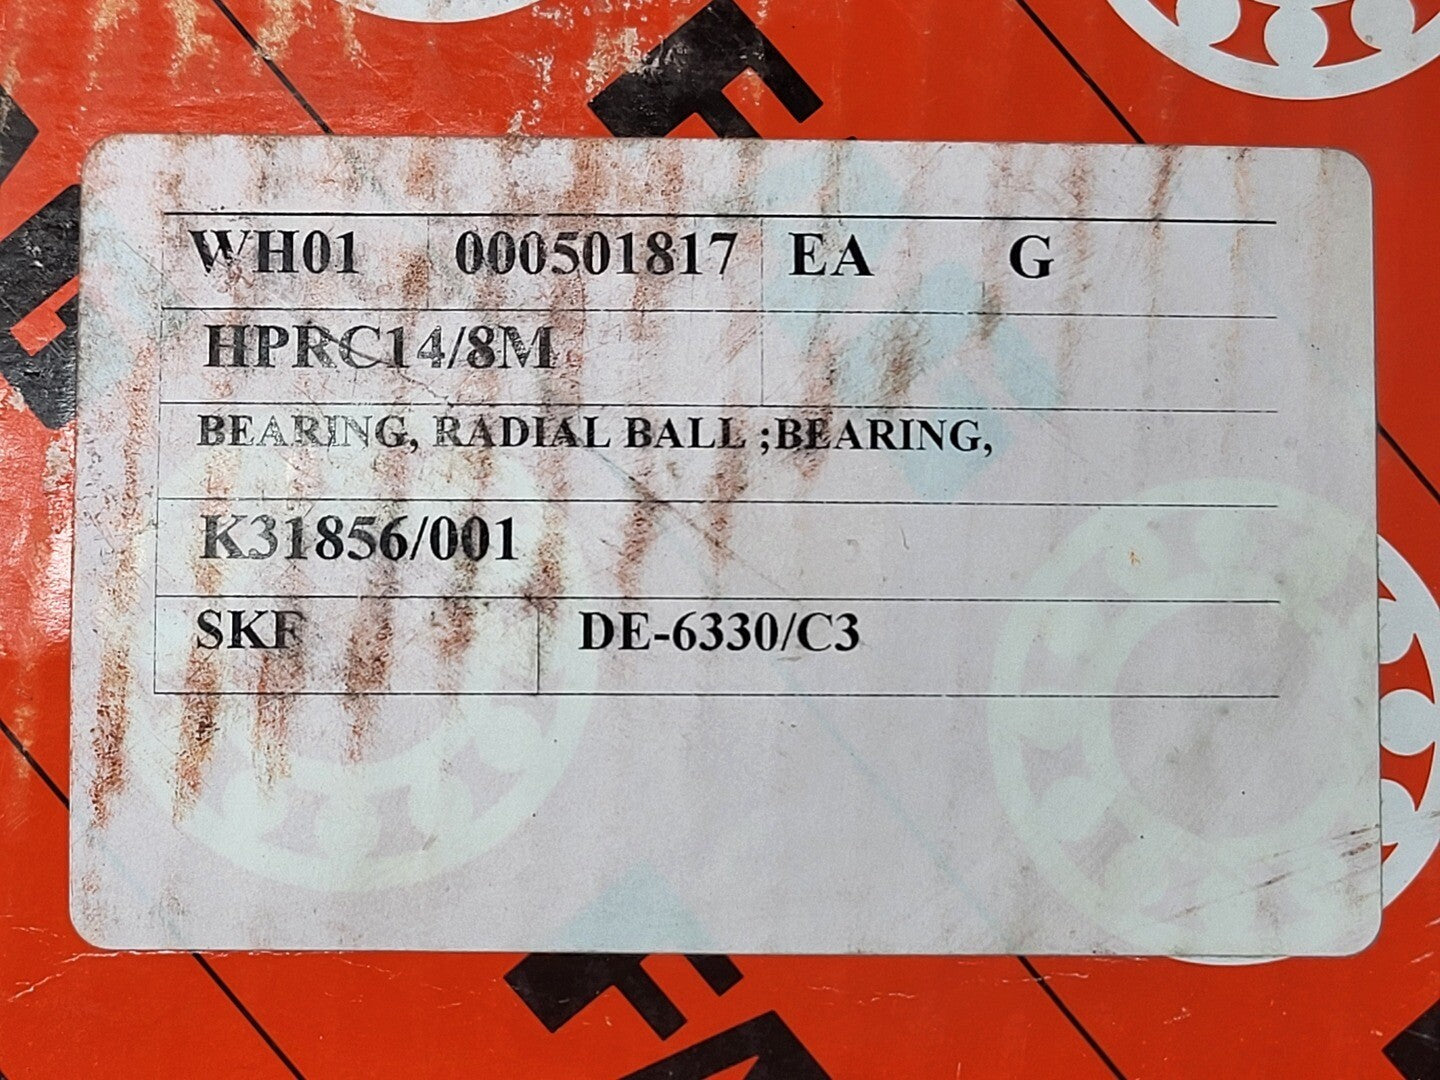 WH01 000501817 EA G
HPRC14/8M
BEARING, RADIAL BALL ;BEARING,
K31856/001
SKF DE-6330/C3